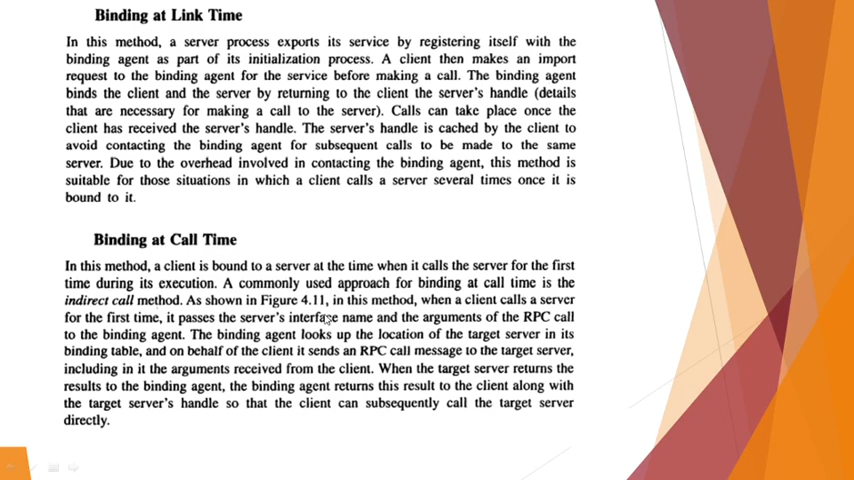 Binding at Link Time
In this method, a server process exports its service by registering itself with the
binding agent as part of its initialization process. A client then makes an import
request to the binding agent for the service before making a call. The binding agent
binds the client and the server by returning to the client the server's handle (details
that are necessary for making a call to the server). Calls can take place once the
client has received the server's handle. The server's handle is cached by the client to
avoid contacting the binding agent for subsequent calls to be made to the same
server. Due to the overhead involved in contacting the binding agent, this method is
suitable for those situations in which a client calls a server several times once it is
bound to it.
Binding at Call Time
In this method, a client is bound to a server at the time when it calls the server for the first
time during its execution. A commonly used approach for binding at call time is the
indirect call method. As shown in Figure 4.11, in this method, when a client calls a server
for the first time, it passes the server's interface name and the arguments of the RPC call
to the binding agent. The binding agent looks up the location of the target server in its
binding table, and on behalf of the client it sends an RPC call message to the target server,
including in it the arguments received from the client. When the target server returns the
results to the binding agent, the binding agent returns this result to the client along with
the target server's handle so that the client can subsequently call the target server
directly.